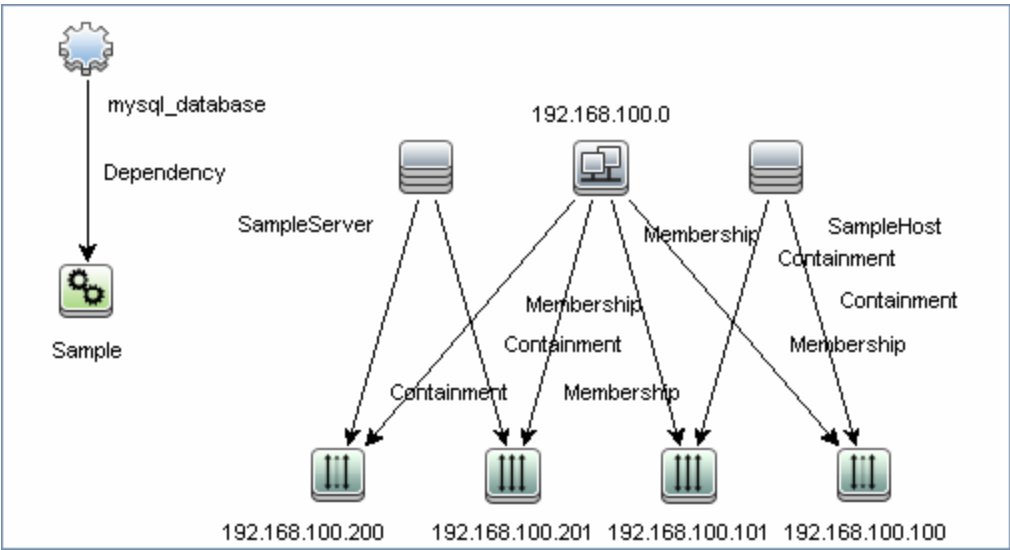 mysql_database
192.168.100.0
Dependency
SampleServer
Membership
SampleHost
Containment
Membership
Containment
Containment
Membership
Sample
Containment
Membership
192.168.100.200
192.168.100.201
192.168.100.101
192.168.100.100